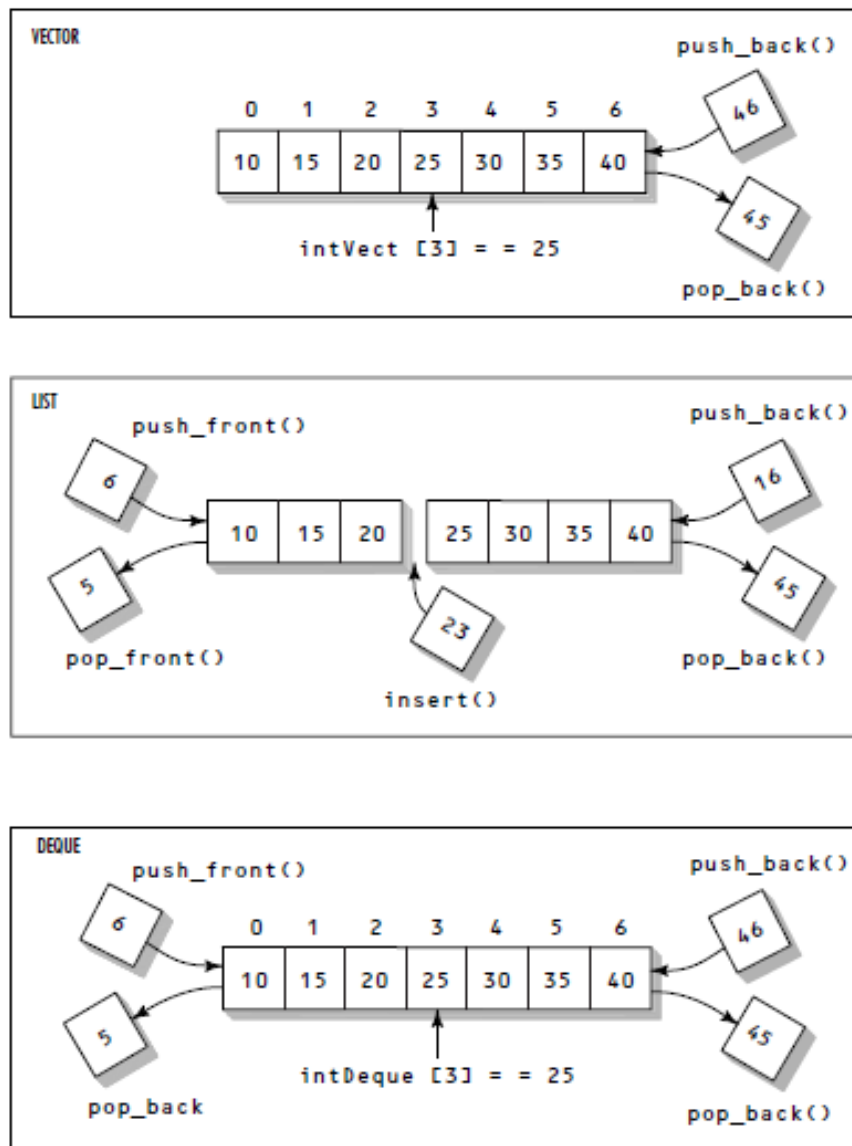 VECTOR
push_back()
0 1 2 3 4 5 6
46
10 15 20 25 30 35 40
45
intVect [3] = = 25
pop_back()
LIST
push_front()
push_back()
6
16
10 15 20 25 30 35 40
5
45
23
pop_front()
pop_back()
insert()
DEQUE
push_front()
push_back()
6
46
0 1 2 3 4 5 6
10 15 20 25 30 35 40
5
45
intDeque [3] = = 25
pop_back
pop_back()